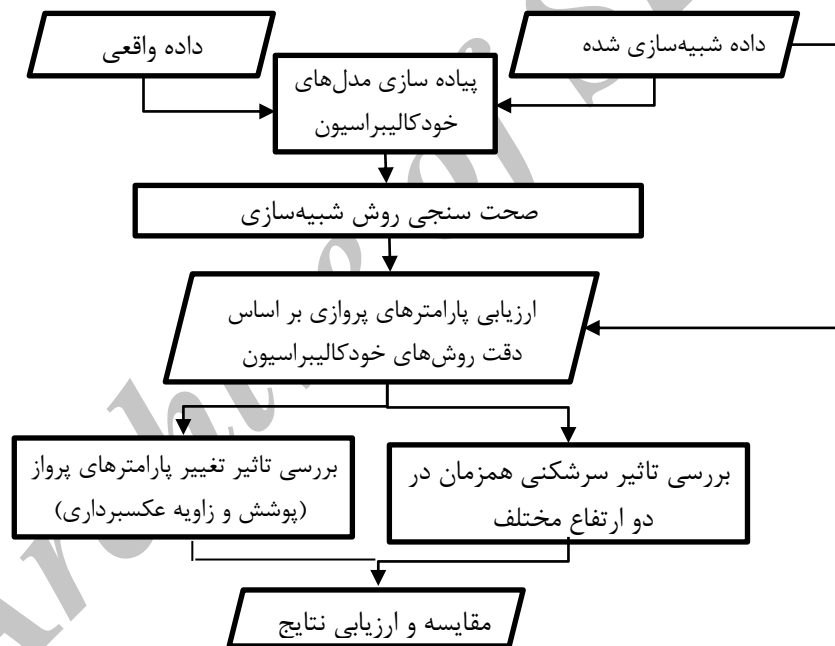 داده شبیه‌سازی شده
داده واقعی
پیاده سازی مدل‌های
خودکالیبراسیون
صحت سنجی روش شبیه‌سازی
ارزیابی پارامترهای پروازی بر اساس
دقت روش‌های خودکالیبراسیون
بررسی تاثیر سرشکنی همزمان در
دو ارتفاع مختلف
بررسی تاثیر تغییر پارامترهای پرواز
(پوشش و زاویه عکسبرداری)
مقایسه و ارزیابی نتایج
Archive of S